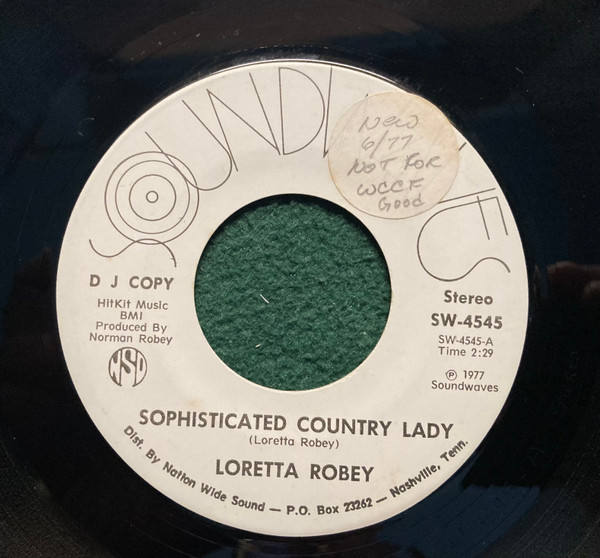 SOUNDWAVES
New
6/77
NOT FOR
WCCF
Good
D J COPY
HitKit Music
BMI
Produced By
Norman Robey
NSD
Stereo
SW-4545
SW-4545-A
Time 2:29
℗ 1977
Soundwaves
SOPHISTICATED COUNTRY LADY
(Loretta Robey)
LORETTA ROBEY
Dist. By Nation Wide Sound — P.O. Box 23262 — Nashville, Tenn.